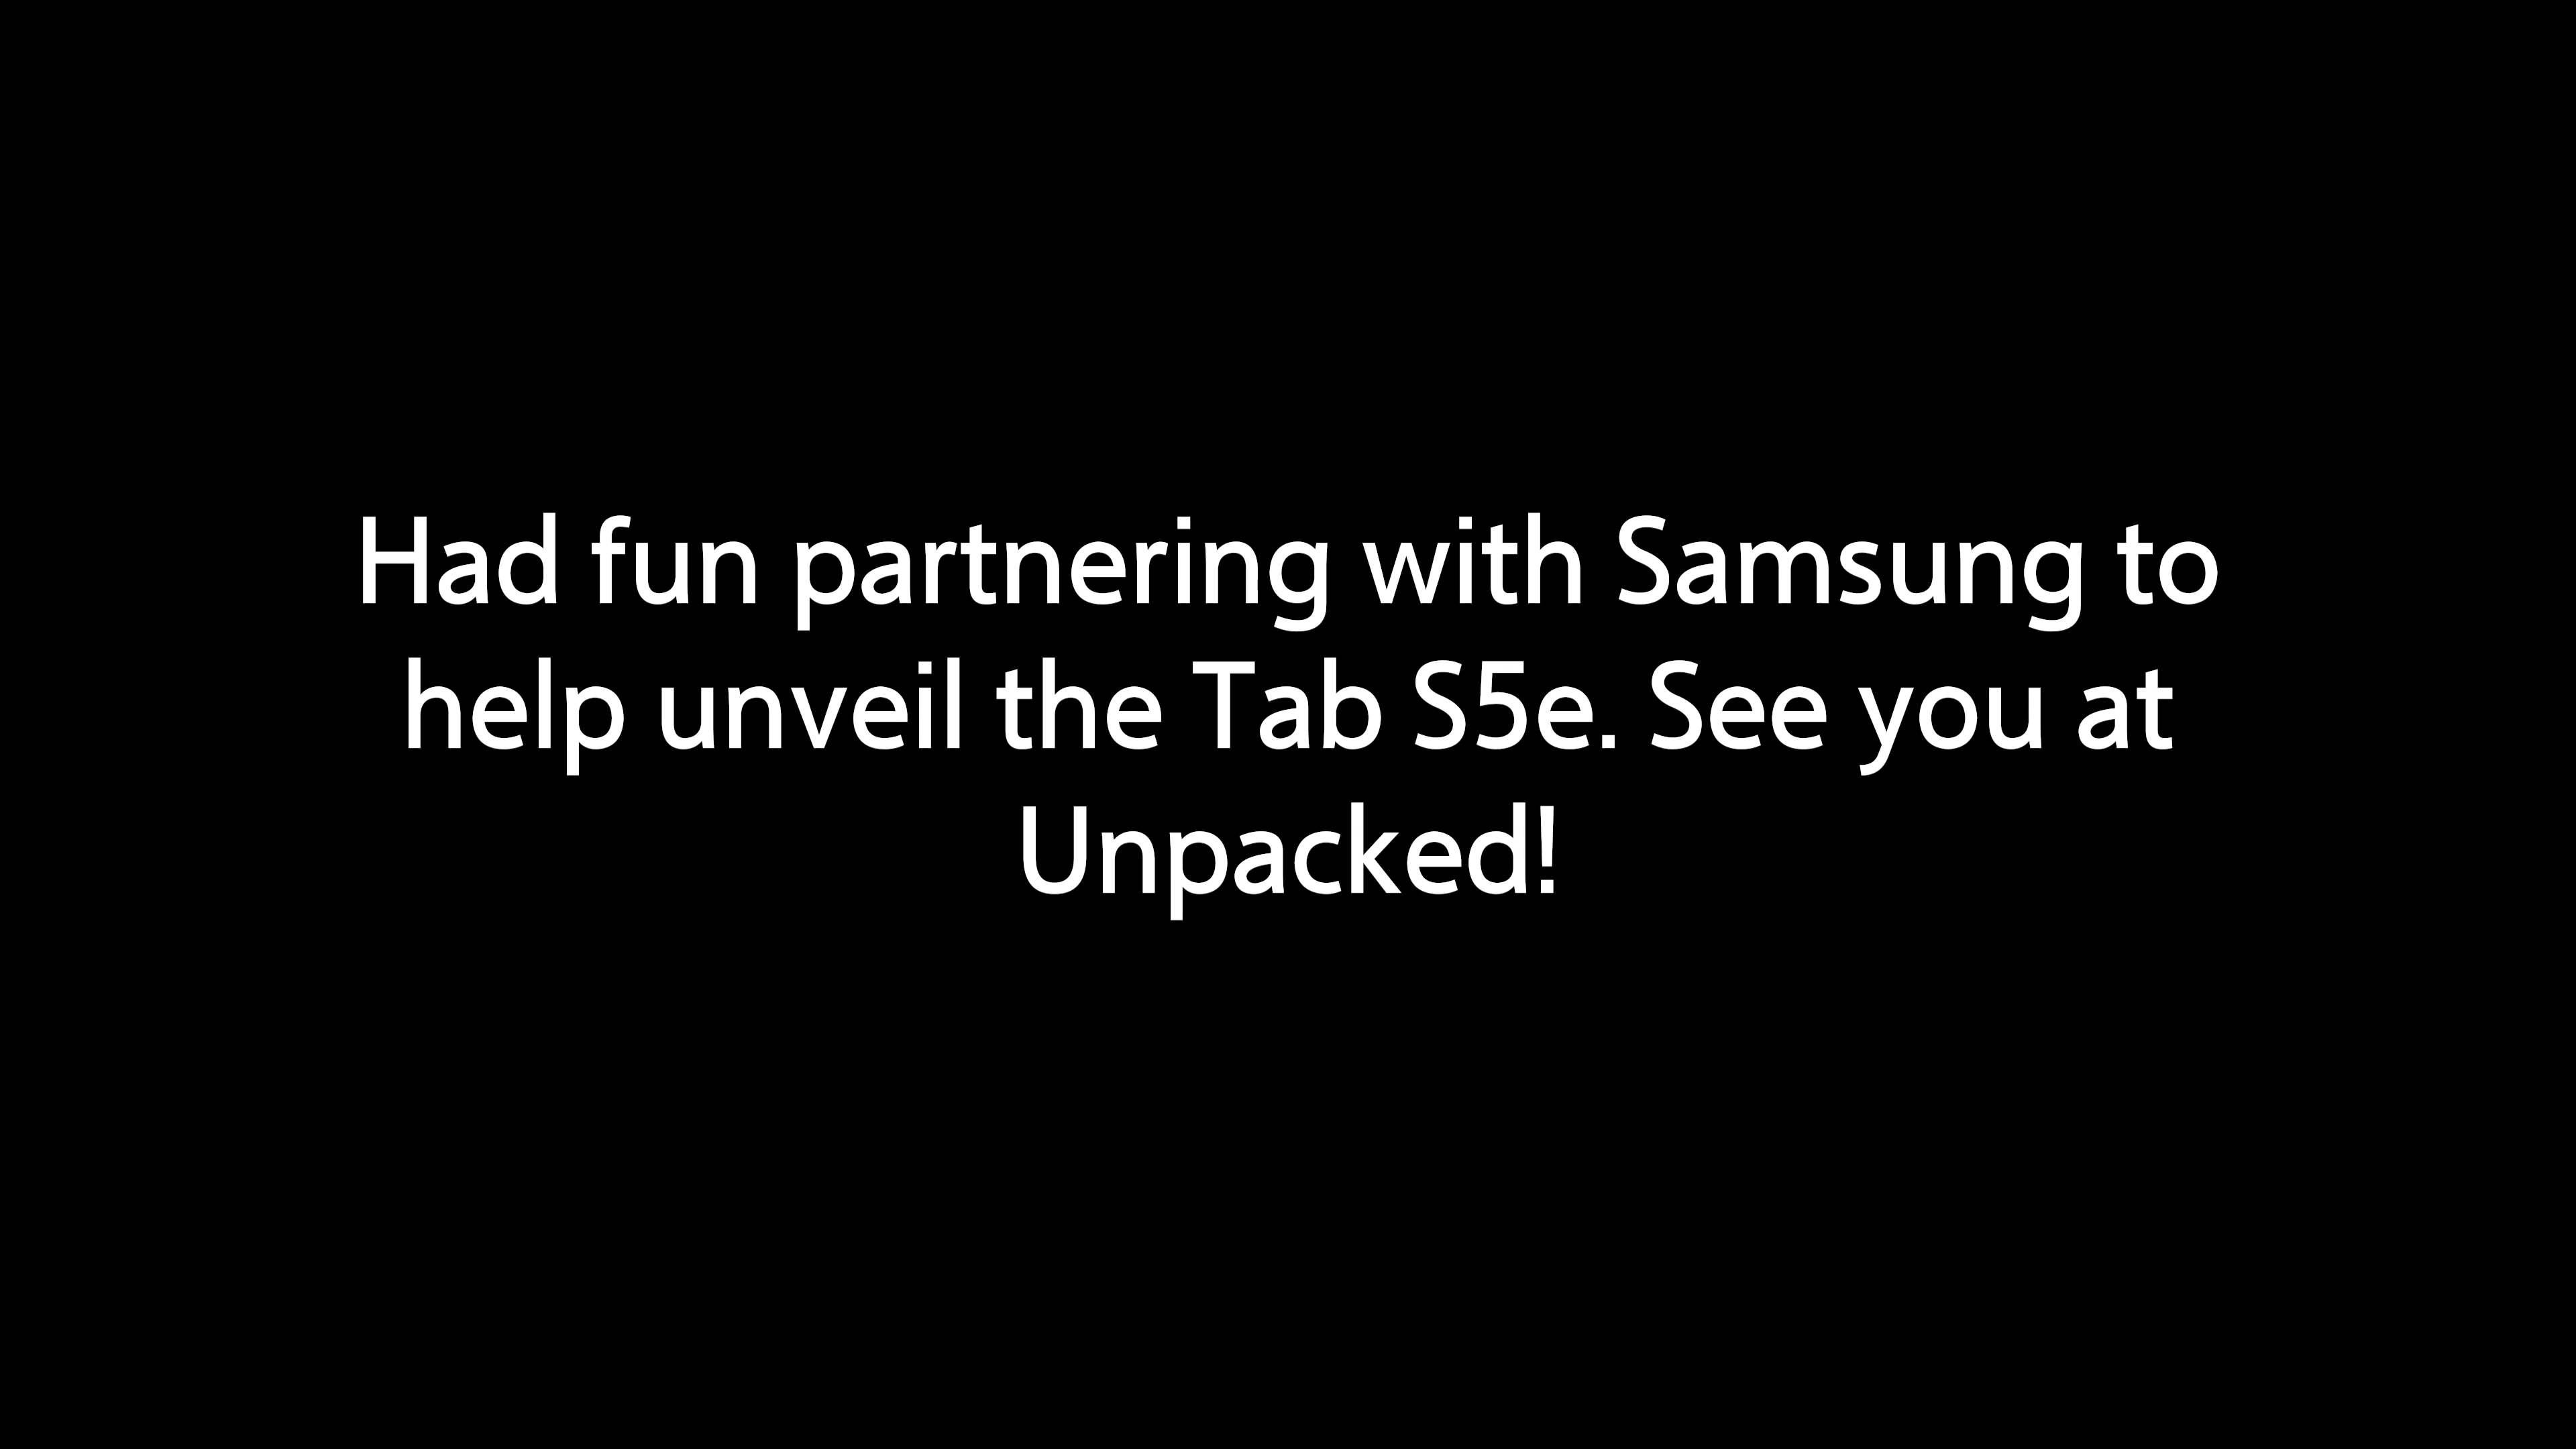 Had fun partnering with Samsung to
help unveil the Tab S5e. See you at
Unpacked!